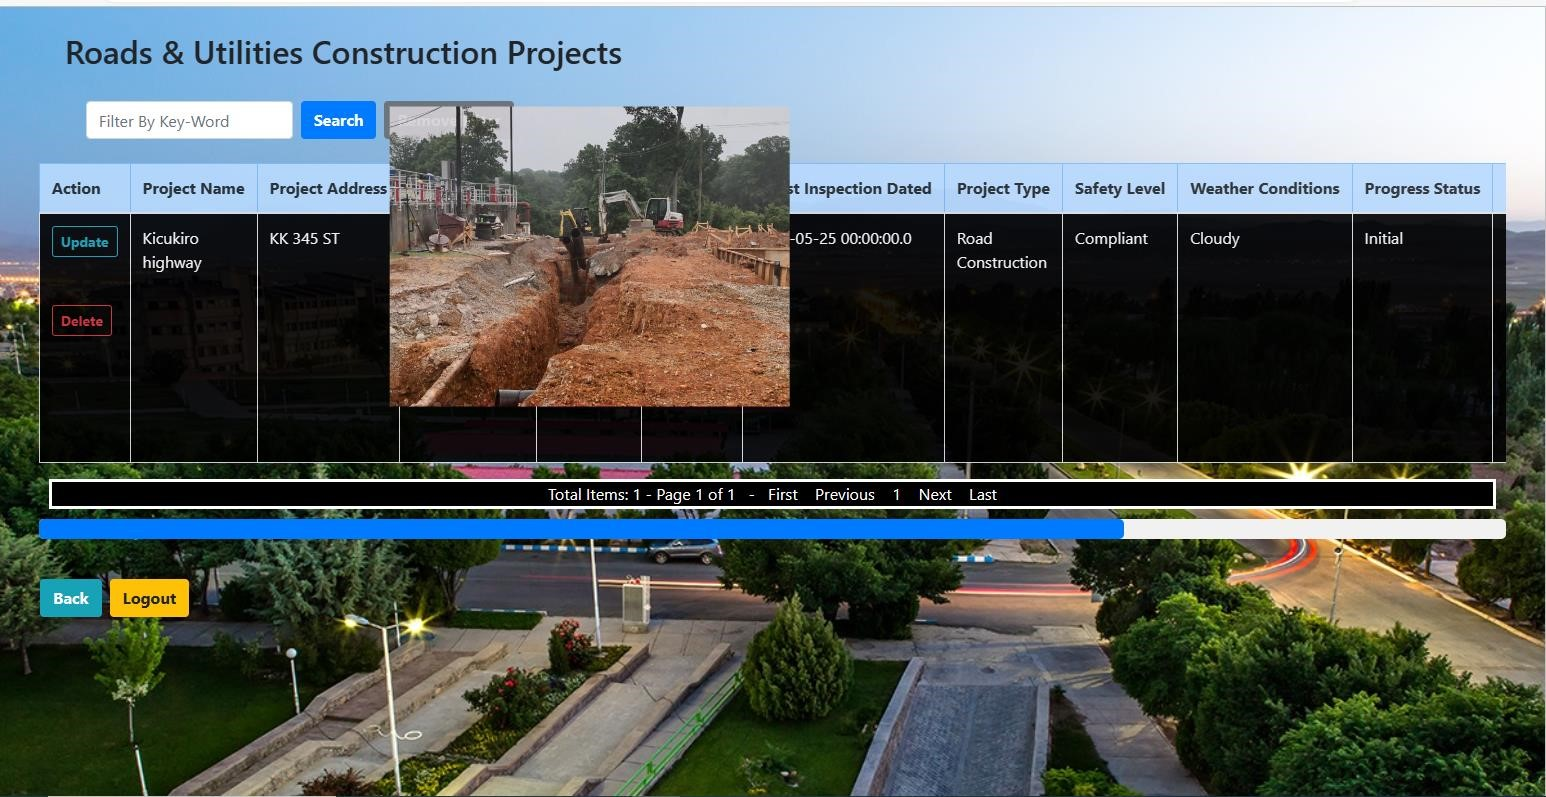 Roads & Utilities Construction Projects
Filter By Key-Word Search Remove
Action Project Name Project Address st Inspection Dated Project Type Safety Level Weather Conditions Progress Status
Update Kicukiro KK 345 ST -05-25 00:00:00.0 Road Compliant Cloudy Initial
highway Construction
Delete
Total Items: 1 - Page 1 of 1 - First Previous 1 Next Last
Back Logout